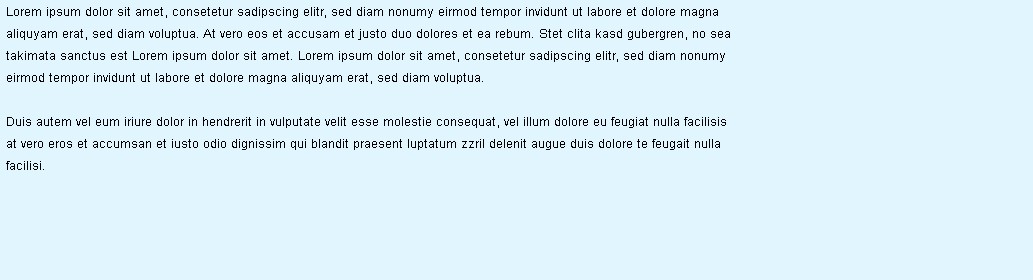 Lorem ipsum dolor sit amet, consetetur sadipscing elitr, sed diam nonumy eirmod tempor invidunt ut labore et dolore magna
aliquyam erat, sed diam voluptua. At vero eos et accusam et justo duo dolores et ea rebum. Stet clita kasd gubergren, no sea
takimata sanctus est Lorem ipsum dolor sit amet. Lorem ipsum dolor sit amet, consetetur sadipscing elitr, sed diam nonumy
eirmod tempor invidunt ut labore et dolore magna aliquyam erat, sed diam voluptua.
Duis autem vel eum iriure dolor in hendrerit in vulputate velit esse molestie consequat, vel illum dolore eu feugiat nulla facilisis
at vero eros et accumsan et iusto odio dignissim qui blandit praesent luptatum zzril delenit augue duis dolore te feugait nulla
facilisi.